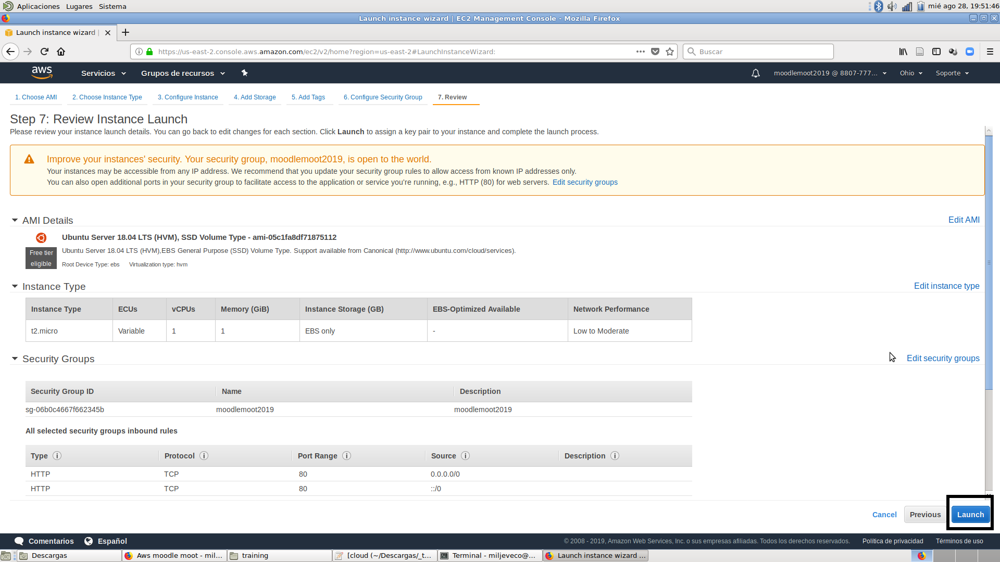 Aplicaciones Lugares Sistema mié ago 28, 19:51:46
Launch instance wizard | EC2 Management Console - Mozilla Firefox
Launch instance wizard |
https://us-east-2.console.aws.amazon.com/ec2/v2/home?region=us-east-2#LaunchInstanceWizard: Buscar
aws Servicios Grupos de recursos moodlemoot2019 @ 8807-777... Ohio Soporte
1. Choose AMI 2. Choose Instance Type 3. Configure Instance 4. Add Storage 5. Add Tags 6. Configure Security Group 7. Review
Step 7: Review Instance Launch
Please review your instance launch details. You can go back to edit changes for each section. Click Launch to assign a key pair to your instance and complete the launch process.
Improve your instances' security. Your security group, moodlemoot2019, is open to the world.
Your instances may be accessible from any IP address. We recommend that you update your security group rules to allow access from known IP addresses only.
You can also open additional ports in your security group to facilitate access to the application or service you're running, e.g., HTTP (80) for web servers. Edit security groups
AMI Details Edit AMI
Ubuntu Server 18.04 LTS (HVM), SSD Volume Type - ami-05c1fa8df71875112
Free tier eligible
Ubuntu Server 18.04 LTS (HVM),EBS General Purpose (SSD) Volume Type. Support available from Canonical (http://www.ubuntu.com/cloud/services).
Root Device Type: ebs Virtualization type: hvm
Instance Type Edit instance type
Instance Type ECUs vCPUs Memory (GiB) Instance Storage (GB) EBS-Optimized Available Network Performance
t2.micro Variable 1 1 EBS only - Low to Moderate
Security Groups Edit security groups
Security Group ID Name Description
sg-06b0c4667f662345b moodlemoot2019 moodlemoot2019
All selected security groups inbound rules
Type Protocol Port Range Source Description
HTTP TCP 80 0.0.0.0/0
HTTP TCP 80 ::/0
Cancel Previous Launch
Comentarios Español © 2008 - 2019, Amazon Web Services, Inc. o sus empresas afiliadas. Todos los derechos reservados. Política de privacidad Términos de uso
Descargas Aws moodle moot - mil... training [cloud (~/Descargas/_t... Terminal - miljeveco@... Launch instance wizard ...